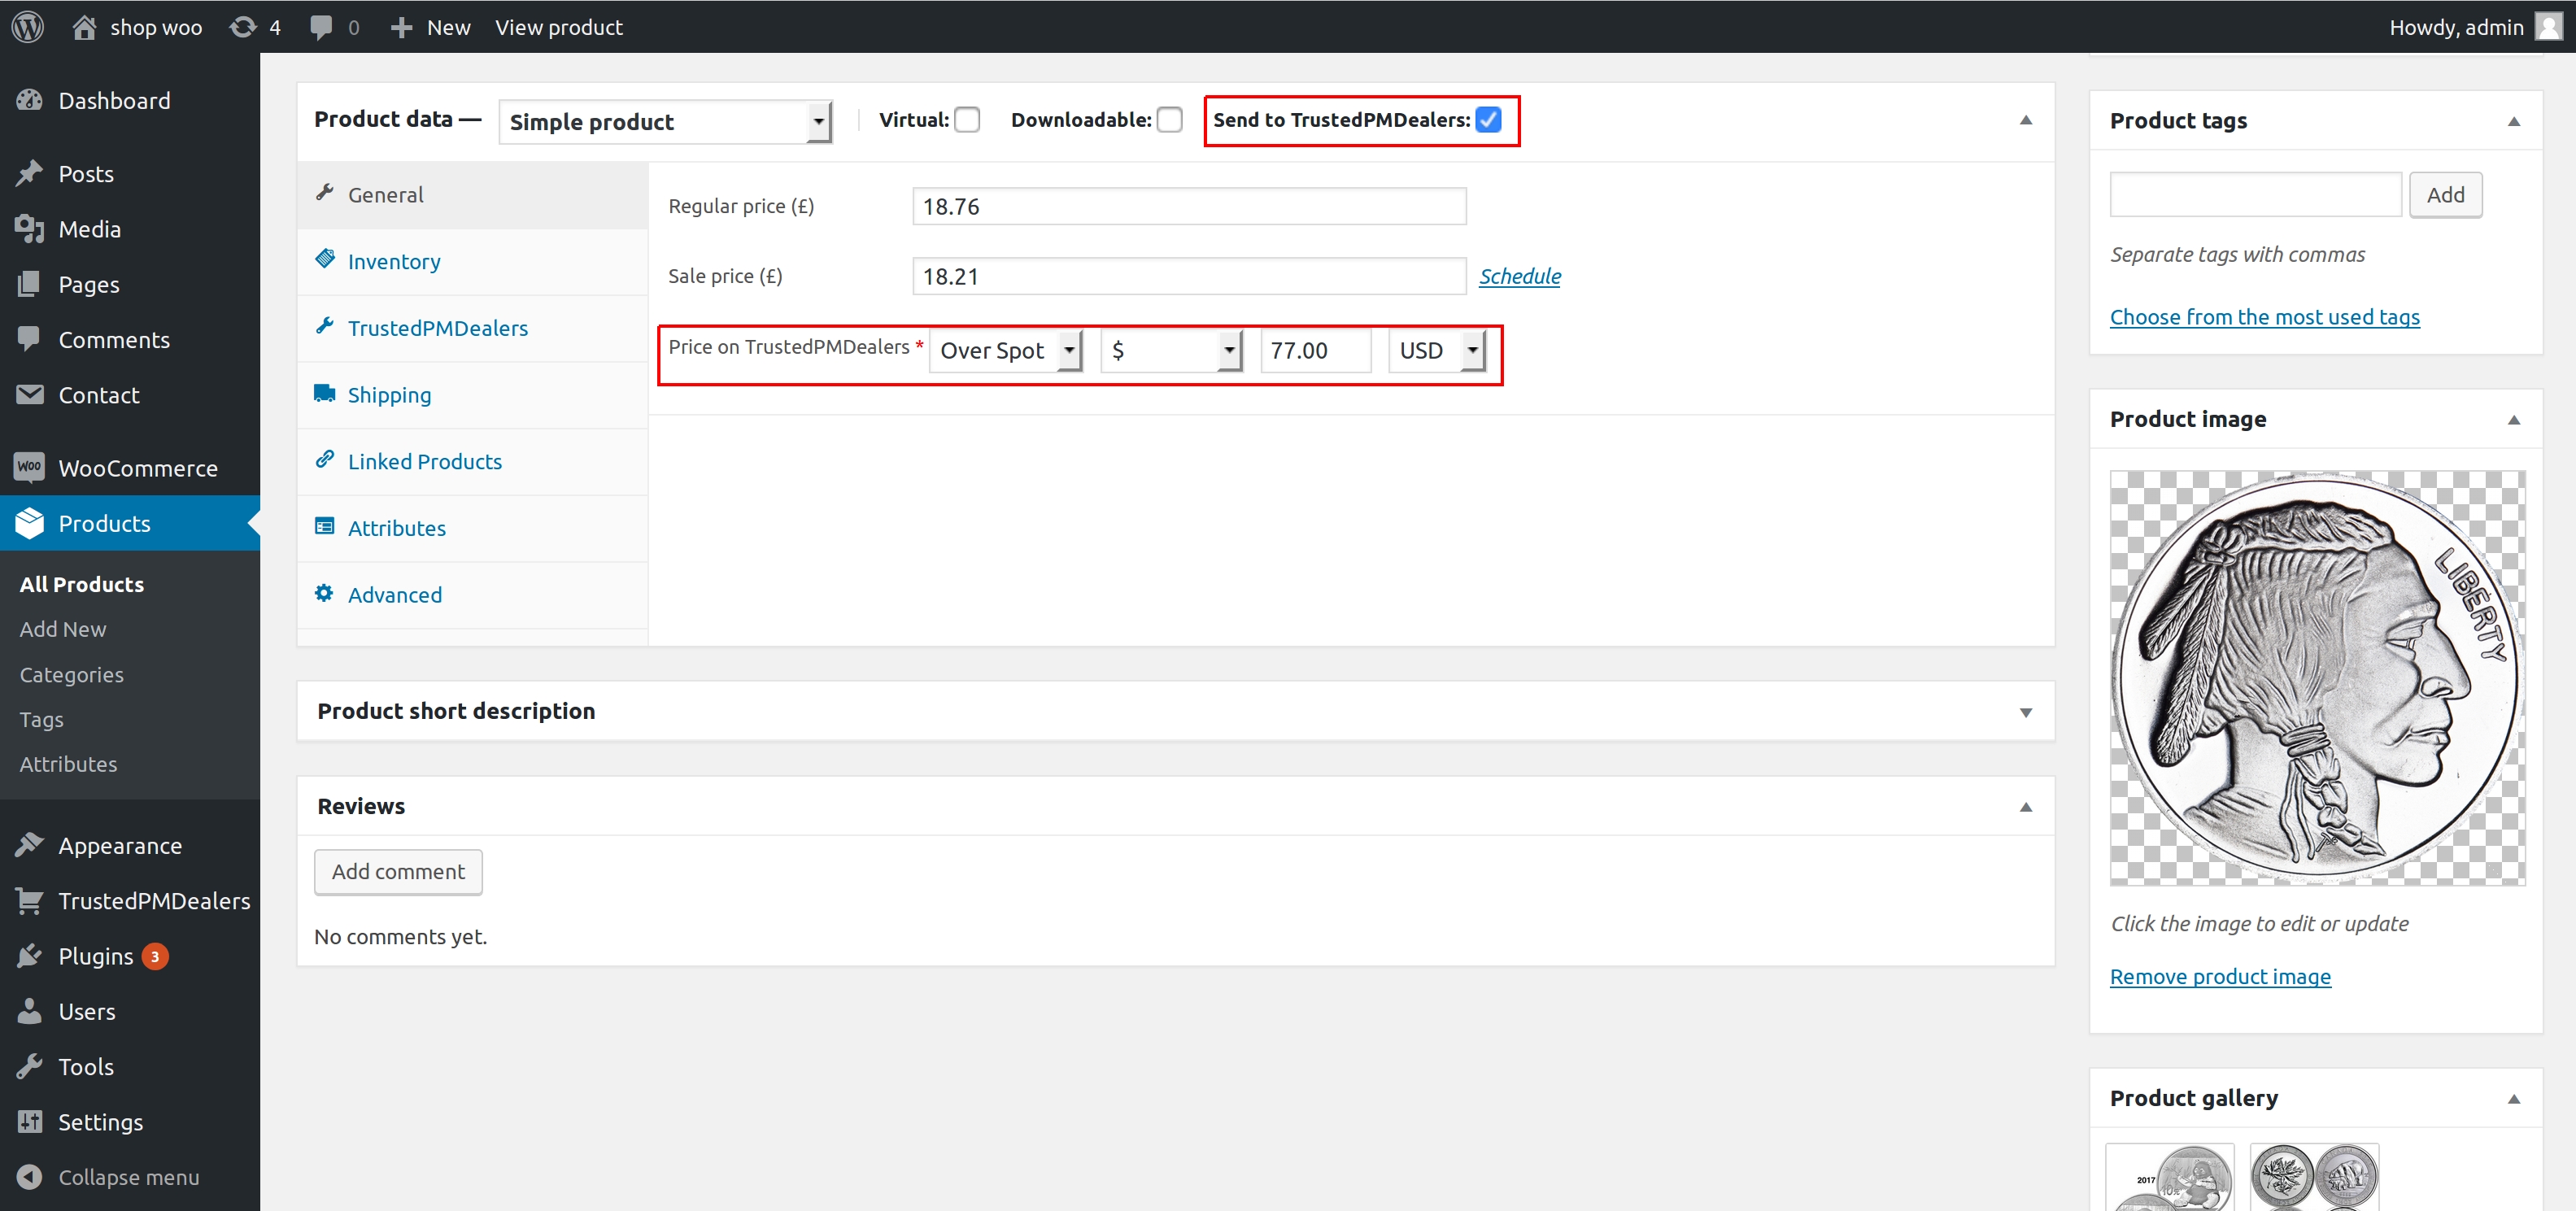 shop woo 4 0 New View product Howdy, admin
Dashboard
Posts
Media
Pages
Comments
Contact
Woo WooCommerce
Products
All Products
Add New
Categories
Tags
Attributes
Appearance
TrustedPMDealers
Plugins 3
Users
Tools
Settings
Collapse menu
Product data — Simple product Virtual: Downloadable: Send to TrustedPMDealers:
General
Inventory
TrustedPMDealers
Shipping
Linked Products
Attributes
Advanced
Regular price (£) 18.76
Sale price (£) 18.21 Schedule
Price on TrustedPMDealers * Over Spot $ 77.00 USD
Product short description
Reviews
Add comment
No comments yet.
Product tags
Add
Separate tags with commas
Choose from the most used tags
Product image
LIBERTY
Click the image to edit or update
Remove product image
Product gallery
2017